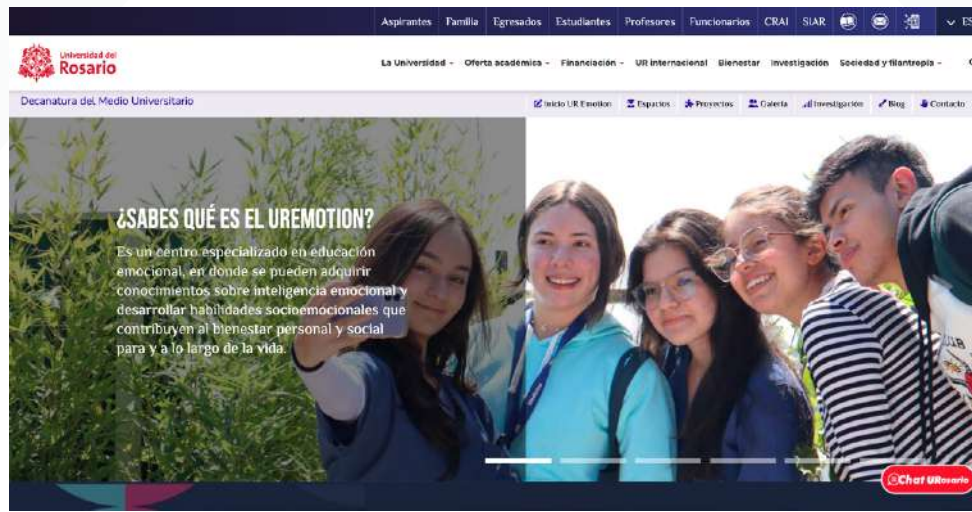 Aspirantes Familia Egresados Estudiantes Profesores Funcionarios CRAI SIAR ES
Universidad del
Rosario
La Universidad Oferta académica Financiación UR internacional Bienestar Investigación Sociedad y filantropía
Decanatura del Medio Universitario
Inicio UR Emotion Espacios Proyectos Galería Investigación Blog Contacto
¿SABES QUÉ ES EL UREMOTION?
Es un centro especializado en educación
emocional, en donde se pueden adquirir
conocimientos sobre inteligencia emocional y
desarrollar habilidades socioemocionales que
contribuyen al bienestar personal y social
para y a lo largo de la vida.
Chat URosario